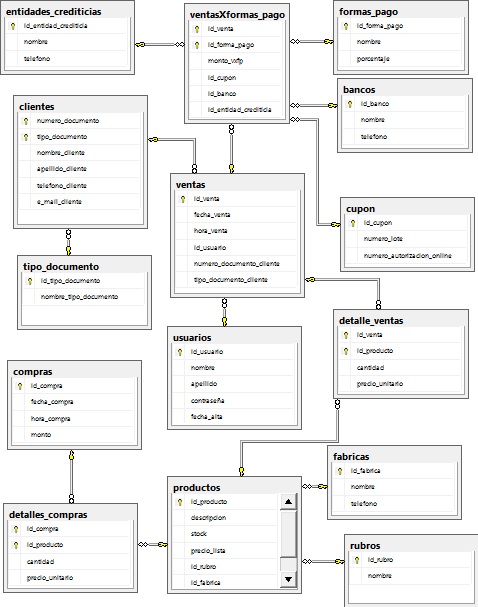 entidades_crediticias
id_entidad_crediticia
nombre
telefono
ventasXformas_pago
id_venta
id_forma_pago
monto_vxfp
id_cupon
id_banco
id_entidad_crediticia
formas_pago
id_forma_pago
nombre
porcentaje
bancos
id_banco
nombre
telefono
clientes
numero_documento
tipo_documento
nombre_cliente
apellido_cliente
telefono_cliente
e_mail_cliente
ventas
id_venta
fecha_venta
hora_venta
id_usuario
numero_documento_cliente
tipo_documento_cliente
cupon
id_cupon
numero_lote
numero_autorizacion_online
tipo_documento
id_tipo_documento
nombre_tipo_documento
usuarios
id_usuario
nombre
apellido
contraseña
fecha_alta
detalle_ventas
id_venta
id_producto
cantidad
precio_unitario
compras
id_compra
fecha_compra
hora_compra
monto
fabricas
id_fabrica
nombre
telefono
detalles_compras
id_compra
id_producto
cantidad
precio_unitario
productos
id_producto
descripcion
stock
precio_lista
id_rubro
id_fabrica
rubros
id_rubro
nombre